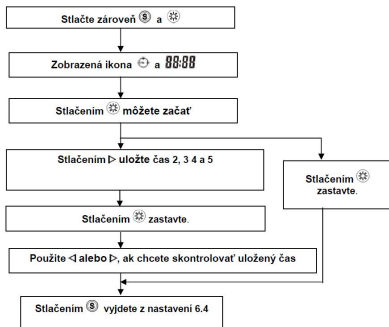 Stlačte zároveň Ⓢ a
Zobrazená ikona a 88:88
Stlačením môžete začať
Stlačením ▷ uložte čas 2, 3 4 a 5
Stlačením
zastavte.
Stlačením zastavte.
Použite ◁ alebo ▷, ak chcete skontrolovať uložený čas
Stlačením Ⓢ vyjdete z nastavení 6.4